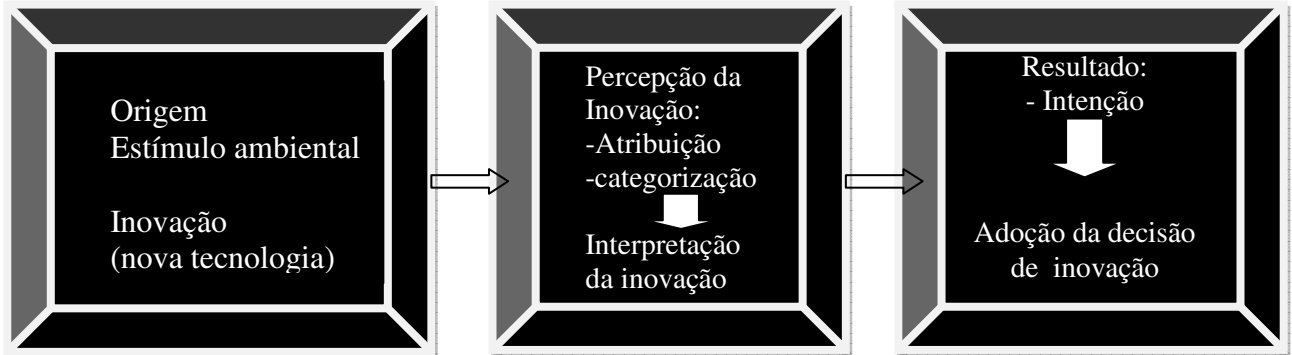 Origem
Estímulo ambiental
Inovação
(nova tecnologia)
Percepção da
Inovação:
-Atribuição
-categorização
Interpretação
da inovação
Resultado:
- Intenção
Adoção da decisão
de inovação